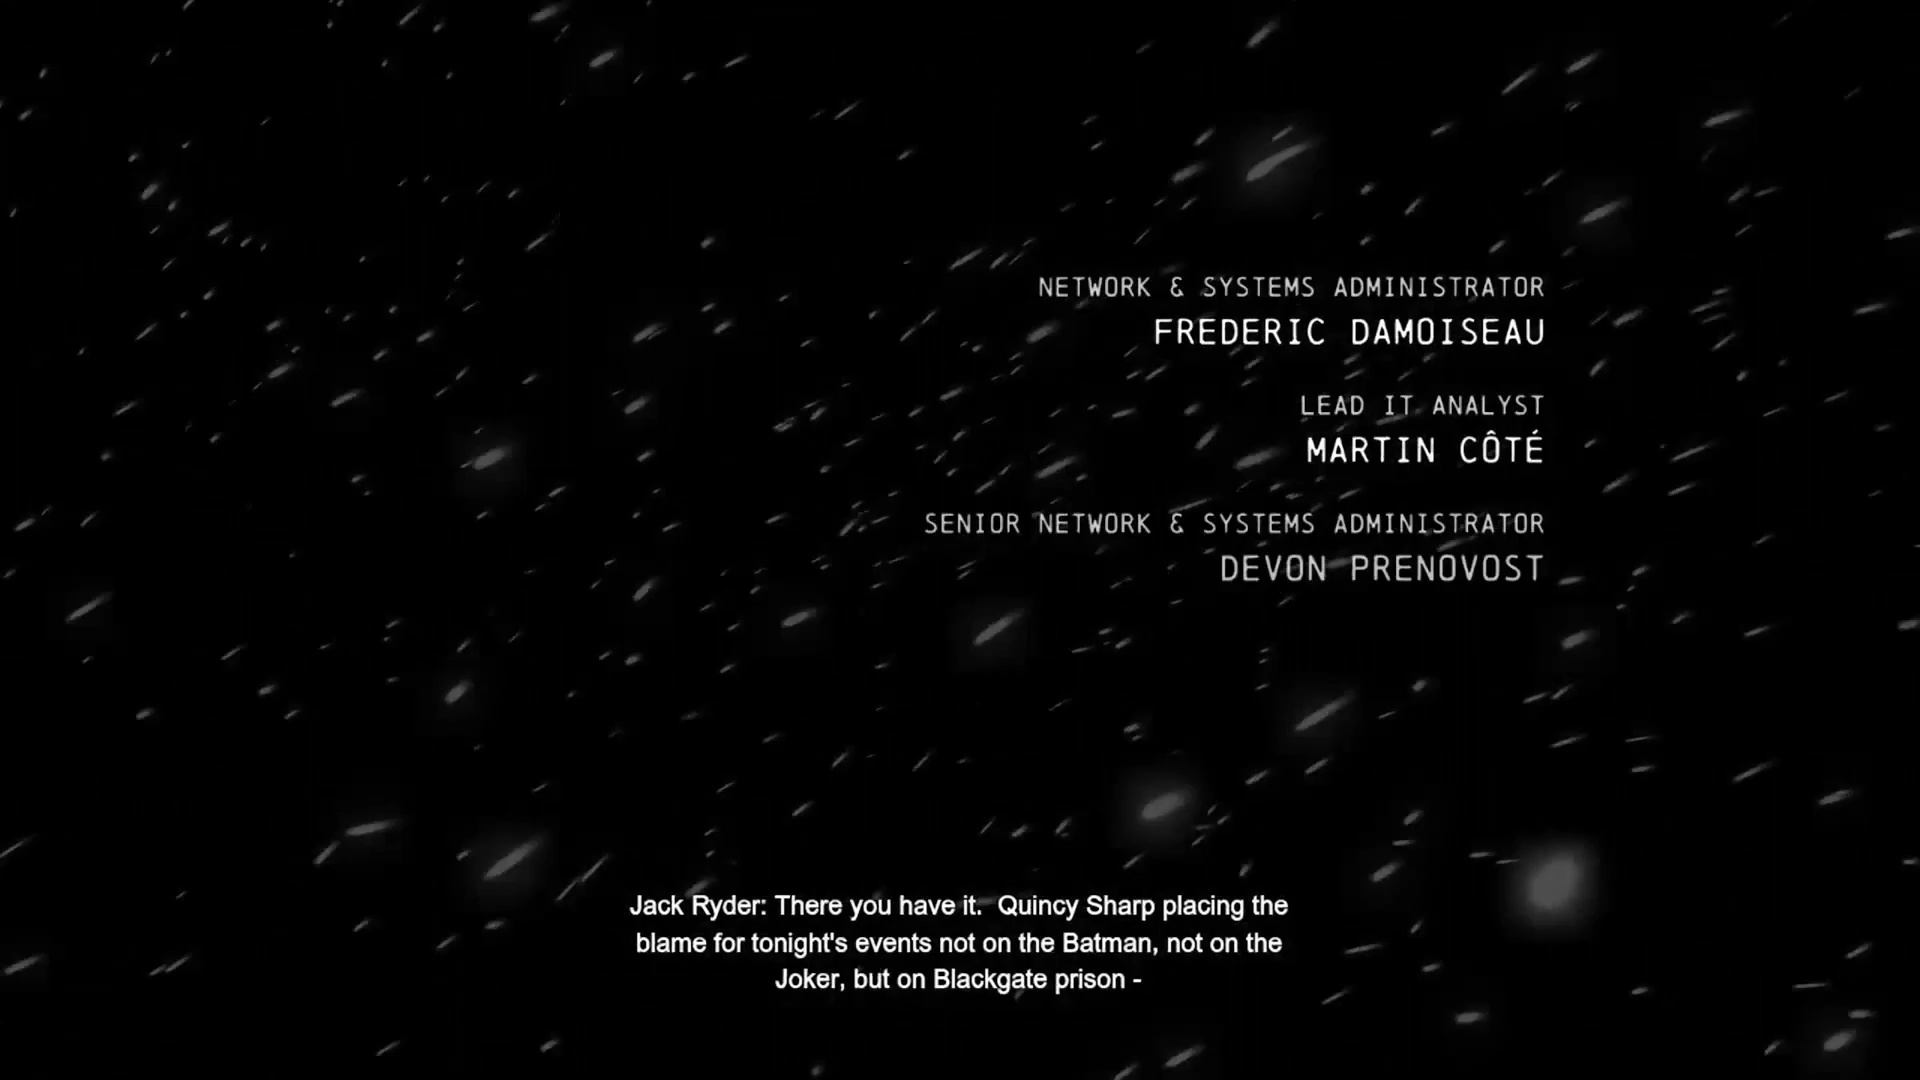 NETWORK & SYSTEMS ADMINISTRATOR
FREDERIC DAMOISEAU
LEAD IT ANALYST
MARTIN CÔTÉ
SENIOR NETWORK & SYSTEMS ADMINISTRATOR
DEVON PRENOVOST
Jack Ryder: There you have it.  Quincy Sharp placing the
blame for tonight's events not on the Batman, not on the
Joker, but on Blackgate prison -